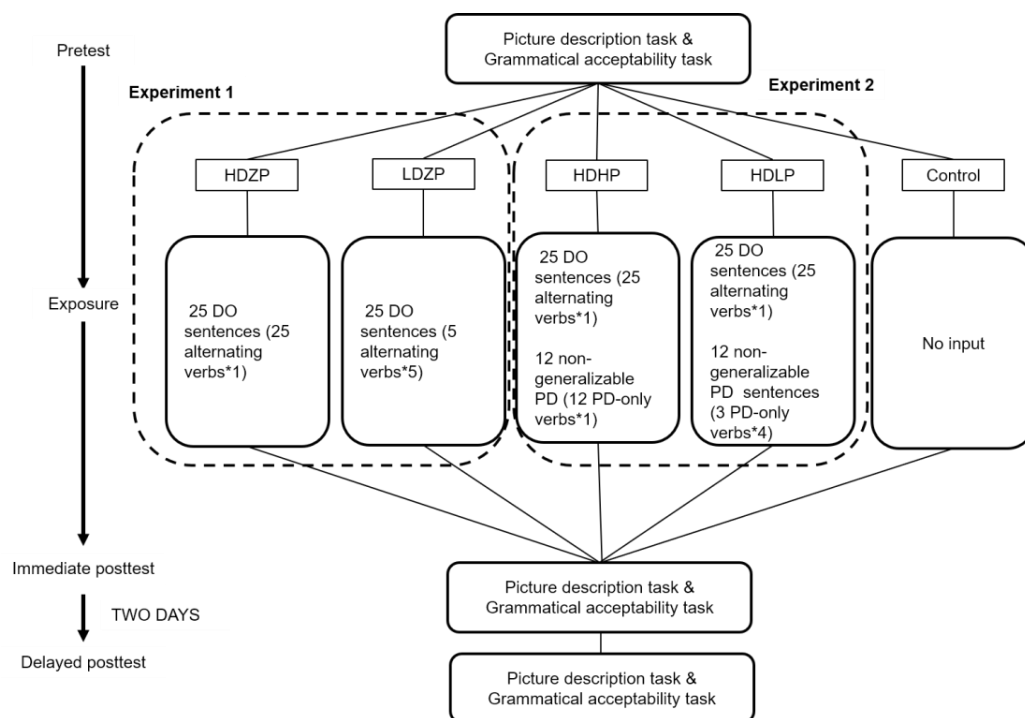 Picture description task &
Grammatical acceptability task
Pretest
Experiment 1
Experiment 2
HDZP
LDZP
HDHP
HDLP
Control
Exposure
25 DO
sentences (25
alternating
verbs*1)
25 DO
sentences (5
alternating
verbs*5)
25 DO
sentences (25
alternating
verbs*1)
12 non-
generalizable
PD (12 PD-only
verbs*1)
25 DO
sentences (25
alternating
verbs*1)
12 non-
generalizable
PD sentences
(3 PD-only
verbs*4)
No input
Immediate posttest
Picture description task &
Grammatical acceptability task
TWO DAYS
Delayed posttest
Picture description task &
Grammatical acceptability task